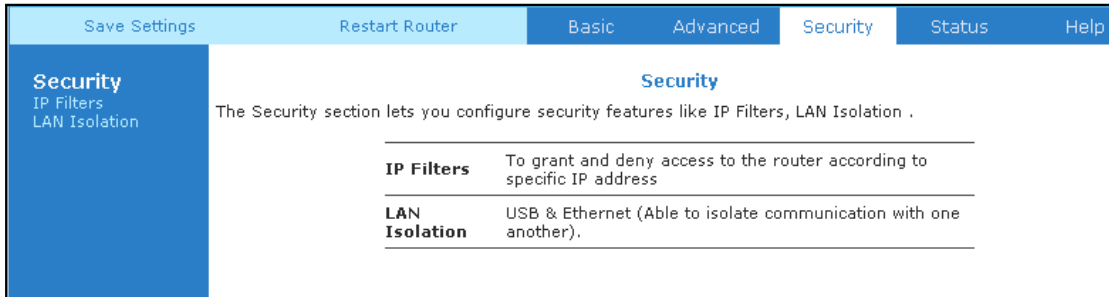 Save Settings Restart Router Basic Advanced Security Status Help
Security
IP Filters
LAN Isolation
Security
The Security section lets you configure security features like IP Filters, LAN Isolation .
IP Filters To grant and deny access to the router according to
specific IP address
LAN USB & Ethernet (Able to isolate communication with one
Isolation another).